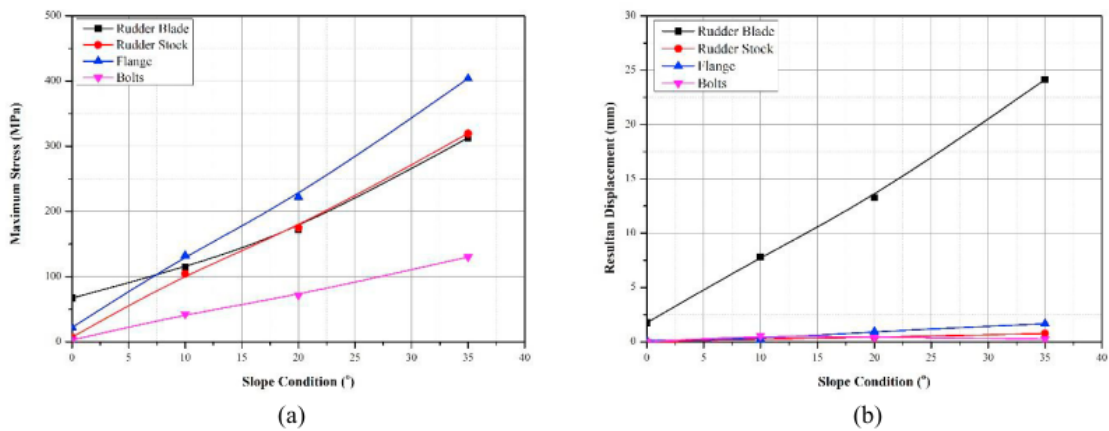 500
400
300
200
100
0
Maximum Stress (MPa)
Rudder Blade
Rudder Stock
Flange
Bolts
0 5 10 15 20 25 30 35 40
Slope Condition (°)
(a)
30
25
20
15
10
5
0
Resultan Displacement (mm)
Rudder Blade
Rudder Stock
Flange
Bolts
0 5 10 15 20 25 30 35 40
Slope Condition (°)
(b)